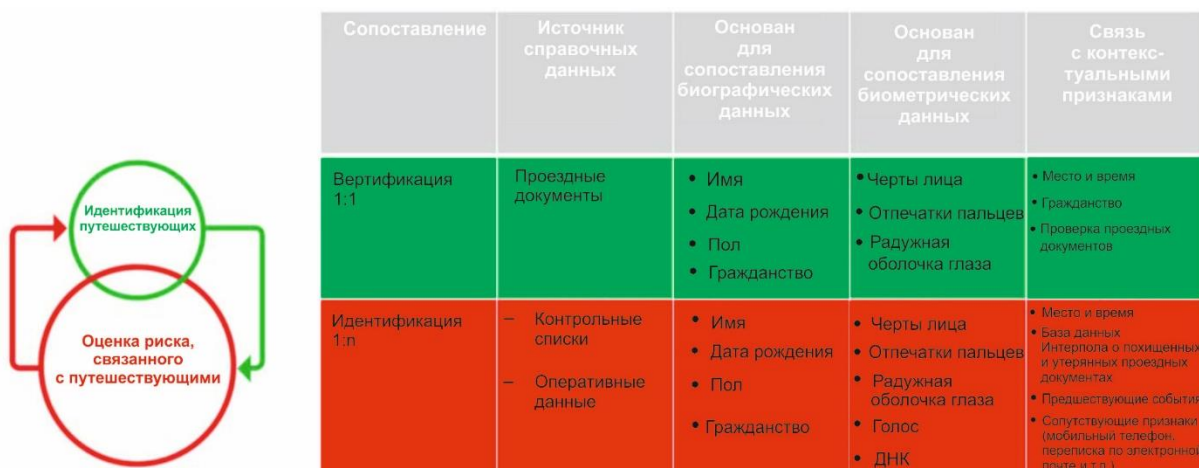 Идентификация
путешествующих
Оценка риска,
связанного
с путешествующими
Сопоставление
Источник
справочных
данных
Основан
для
сопоставления
биографических
данных
Основан
для
сопоставления
биометрических
данных
Связь
с контекс-
туальными
признаками
Вертификация
1:1
Проездные
документы
• Имя
• Дата рождения
• Пол
• Гражданство
• Черты лица
• Отпечатки пальцев
• Радужная
оболочка глаза
• Место и время
• Гражданство
• Проверка проездных
документов
Идентификация
1:n
– Контрольные
списки
– Оперативные
данные
• Имя
• Дата рождения
• Пол
• Гражданство
• Черты лица
• Отпечатки пальцев
• Радужная
оболочка глаза
• Голос
• ДНК
• Место и время
• База данных
Интерпола о похищенных
и утерянных проездных
документах
• Предшествующие события
• Сопутствующие признаки
(мобильный телефон,
переписка по электронной
почте и т.п.)